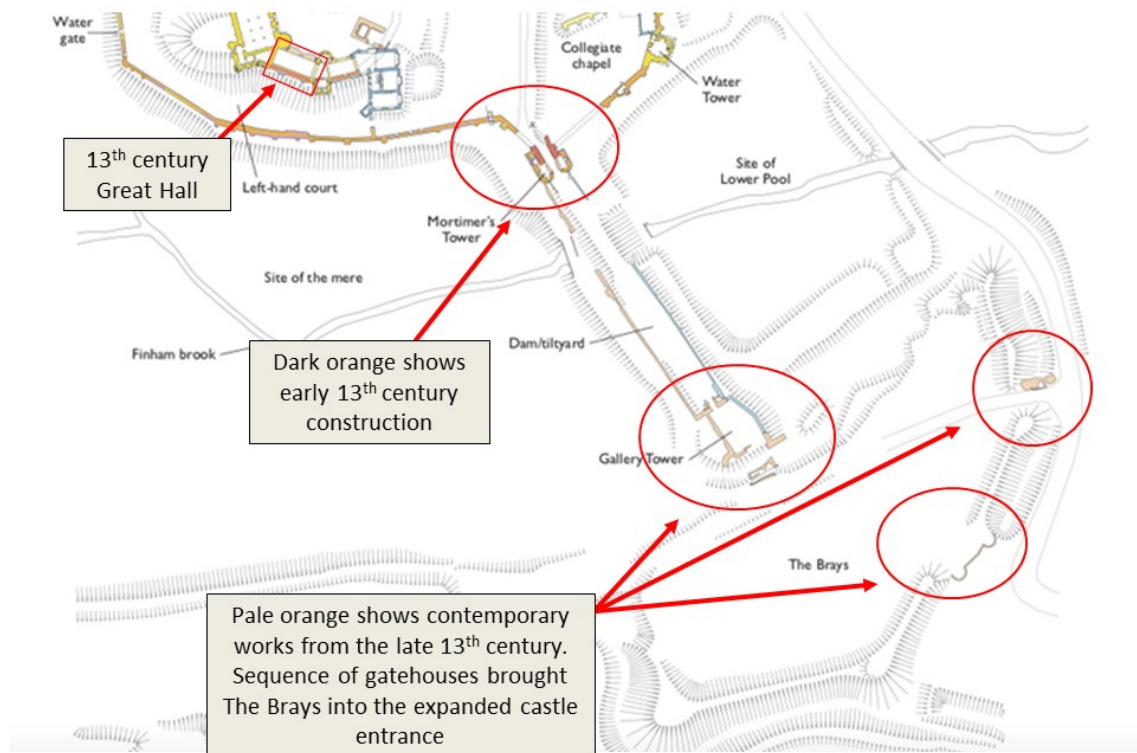 Water
gate
Collegiate
chapel
Water
Tower
13th century
Great Hall
Left-hand court
Site of
Lower Pool
Mortimer's
Tower
Site of the mere
Finham brook
Dam/tiltyard
Dark orange shows
early 13th century
construction
Gallery Tower
The Brays
Pale orange shows contemporary
works from the late 13th century.
Sequence of gatehouses brought
The Brays into the expanded castle
entrance